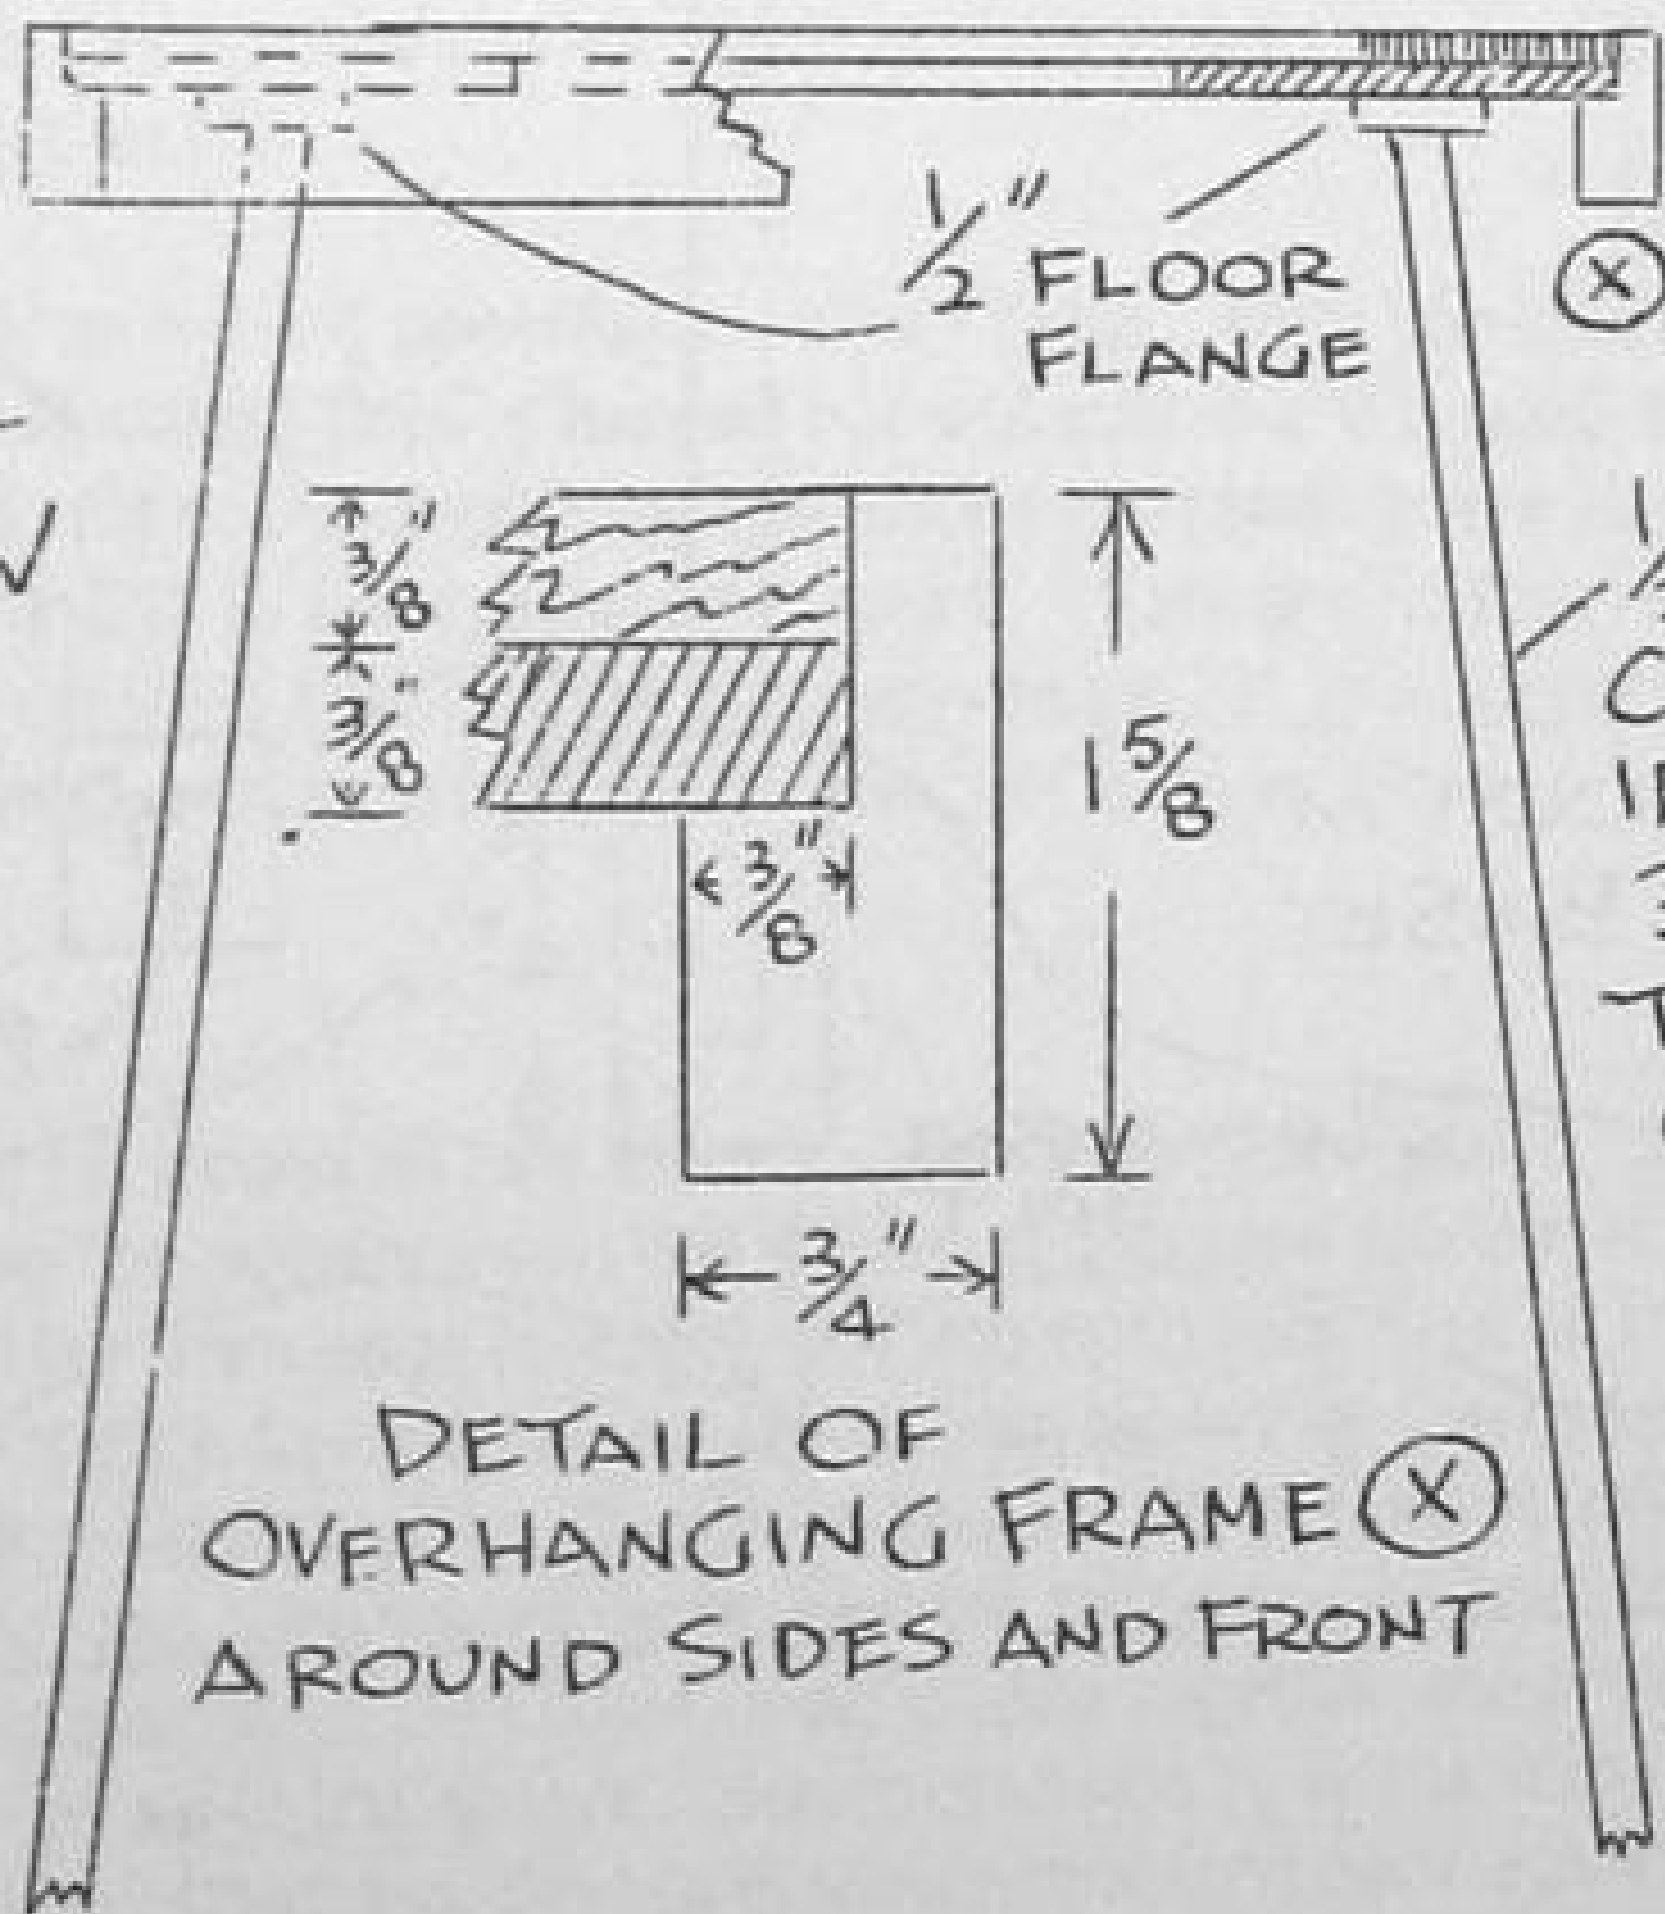 1/2" FLOOR
FLANGE
X
3/8"
3/8"
3/8"
1 5/8
3/4"
DETAIL OF
OVERHANGING FRAME X
AROUND SIDES AND FRONT